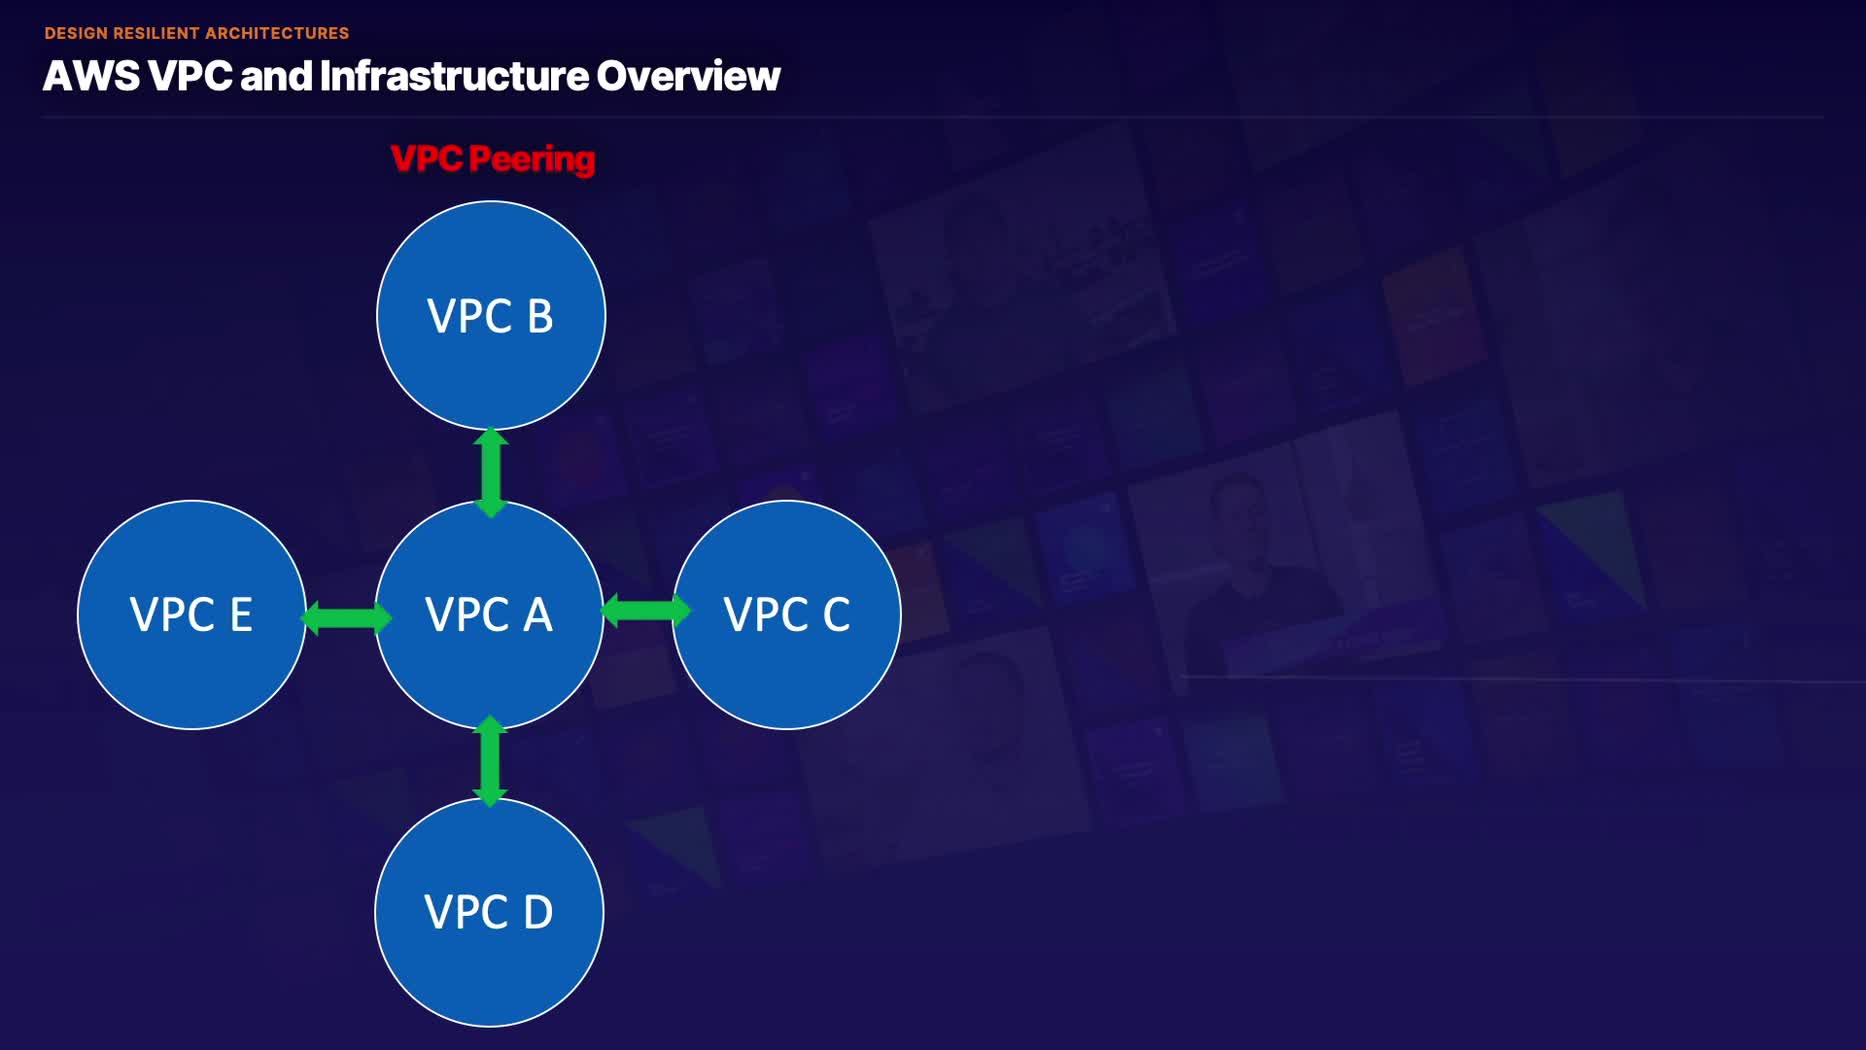 DESIGN RESILIENT ARCHITECTURES
AWS VPC and Infrastructure Overview
VPC Peering
VPC B
VPC E
VPC A
VPC C
VPC D